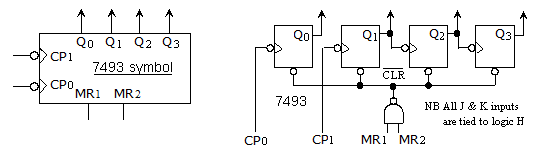 Q0 Q1 Q2 Q3
CP1
7493 symbol
CP0
MR1 MR2
Q0 Q1 Q2 Q3
CLR
7493
NB All J & K inputs
are tied to logic H
CP0 CP1 MR1 MR2